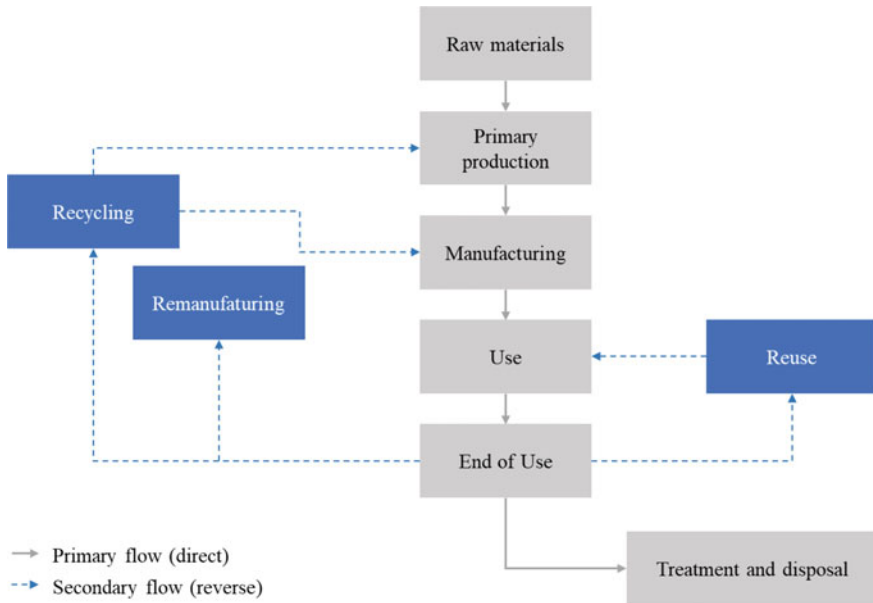 Raw materials
Primary
production
Recycling
Manufacturing
Remanufaturing
Use
Reuse
End of Use
Primary flow (direct)
Secondary flow (reverse)
Treatment and disposal